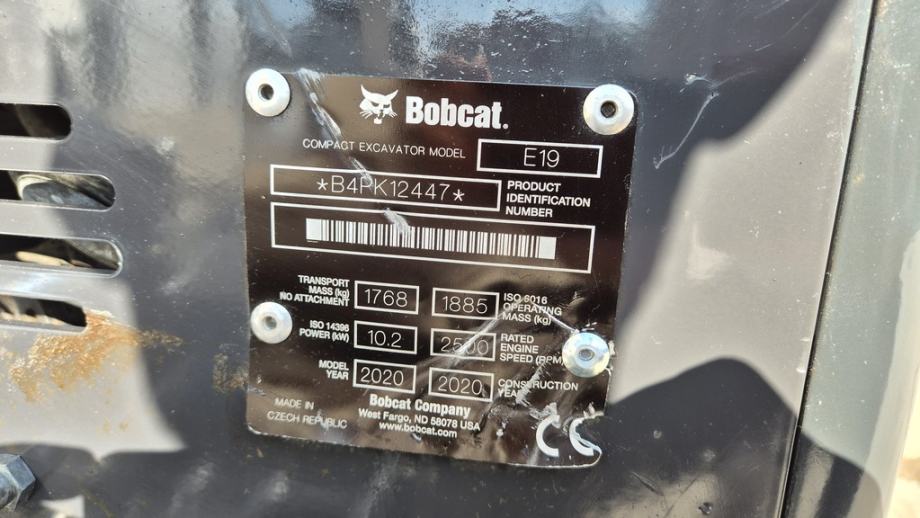 Bobcat.
COMPACT EXCAVATOR MODEL E19
*B4PK12447* PRODUCT IDENTIFICATION NUMBER
TRANSPORT MASS (kg) NO ATTACHMENT 1768 1885 ISO 6016 OPERATING MASS (kg)
ISO 14396 POWER (kW) 10.2 2500 RATED ENGINE SPEED (RPM)
MODEL YEAR 2020 2020 CONSTRUCTION YEAR
MADE IN CZECH REPUBLIC
Bobcat Company
West Fargo, ND 58078 USA
www.bobcat.com
CE